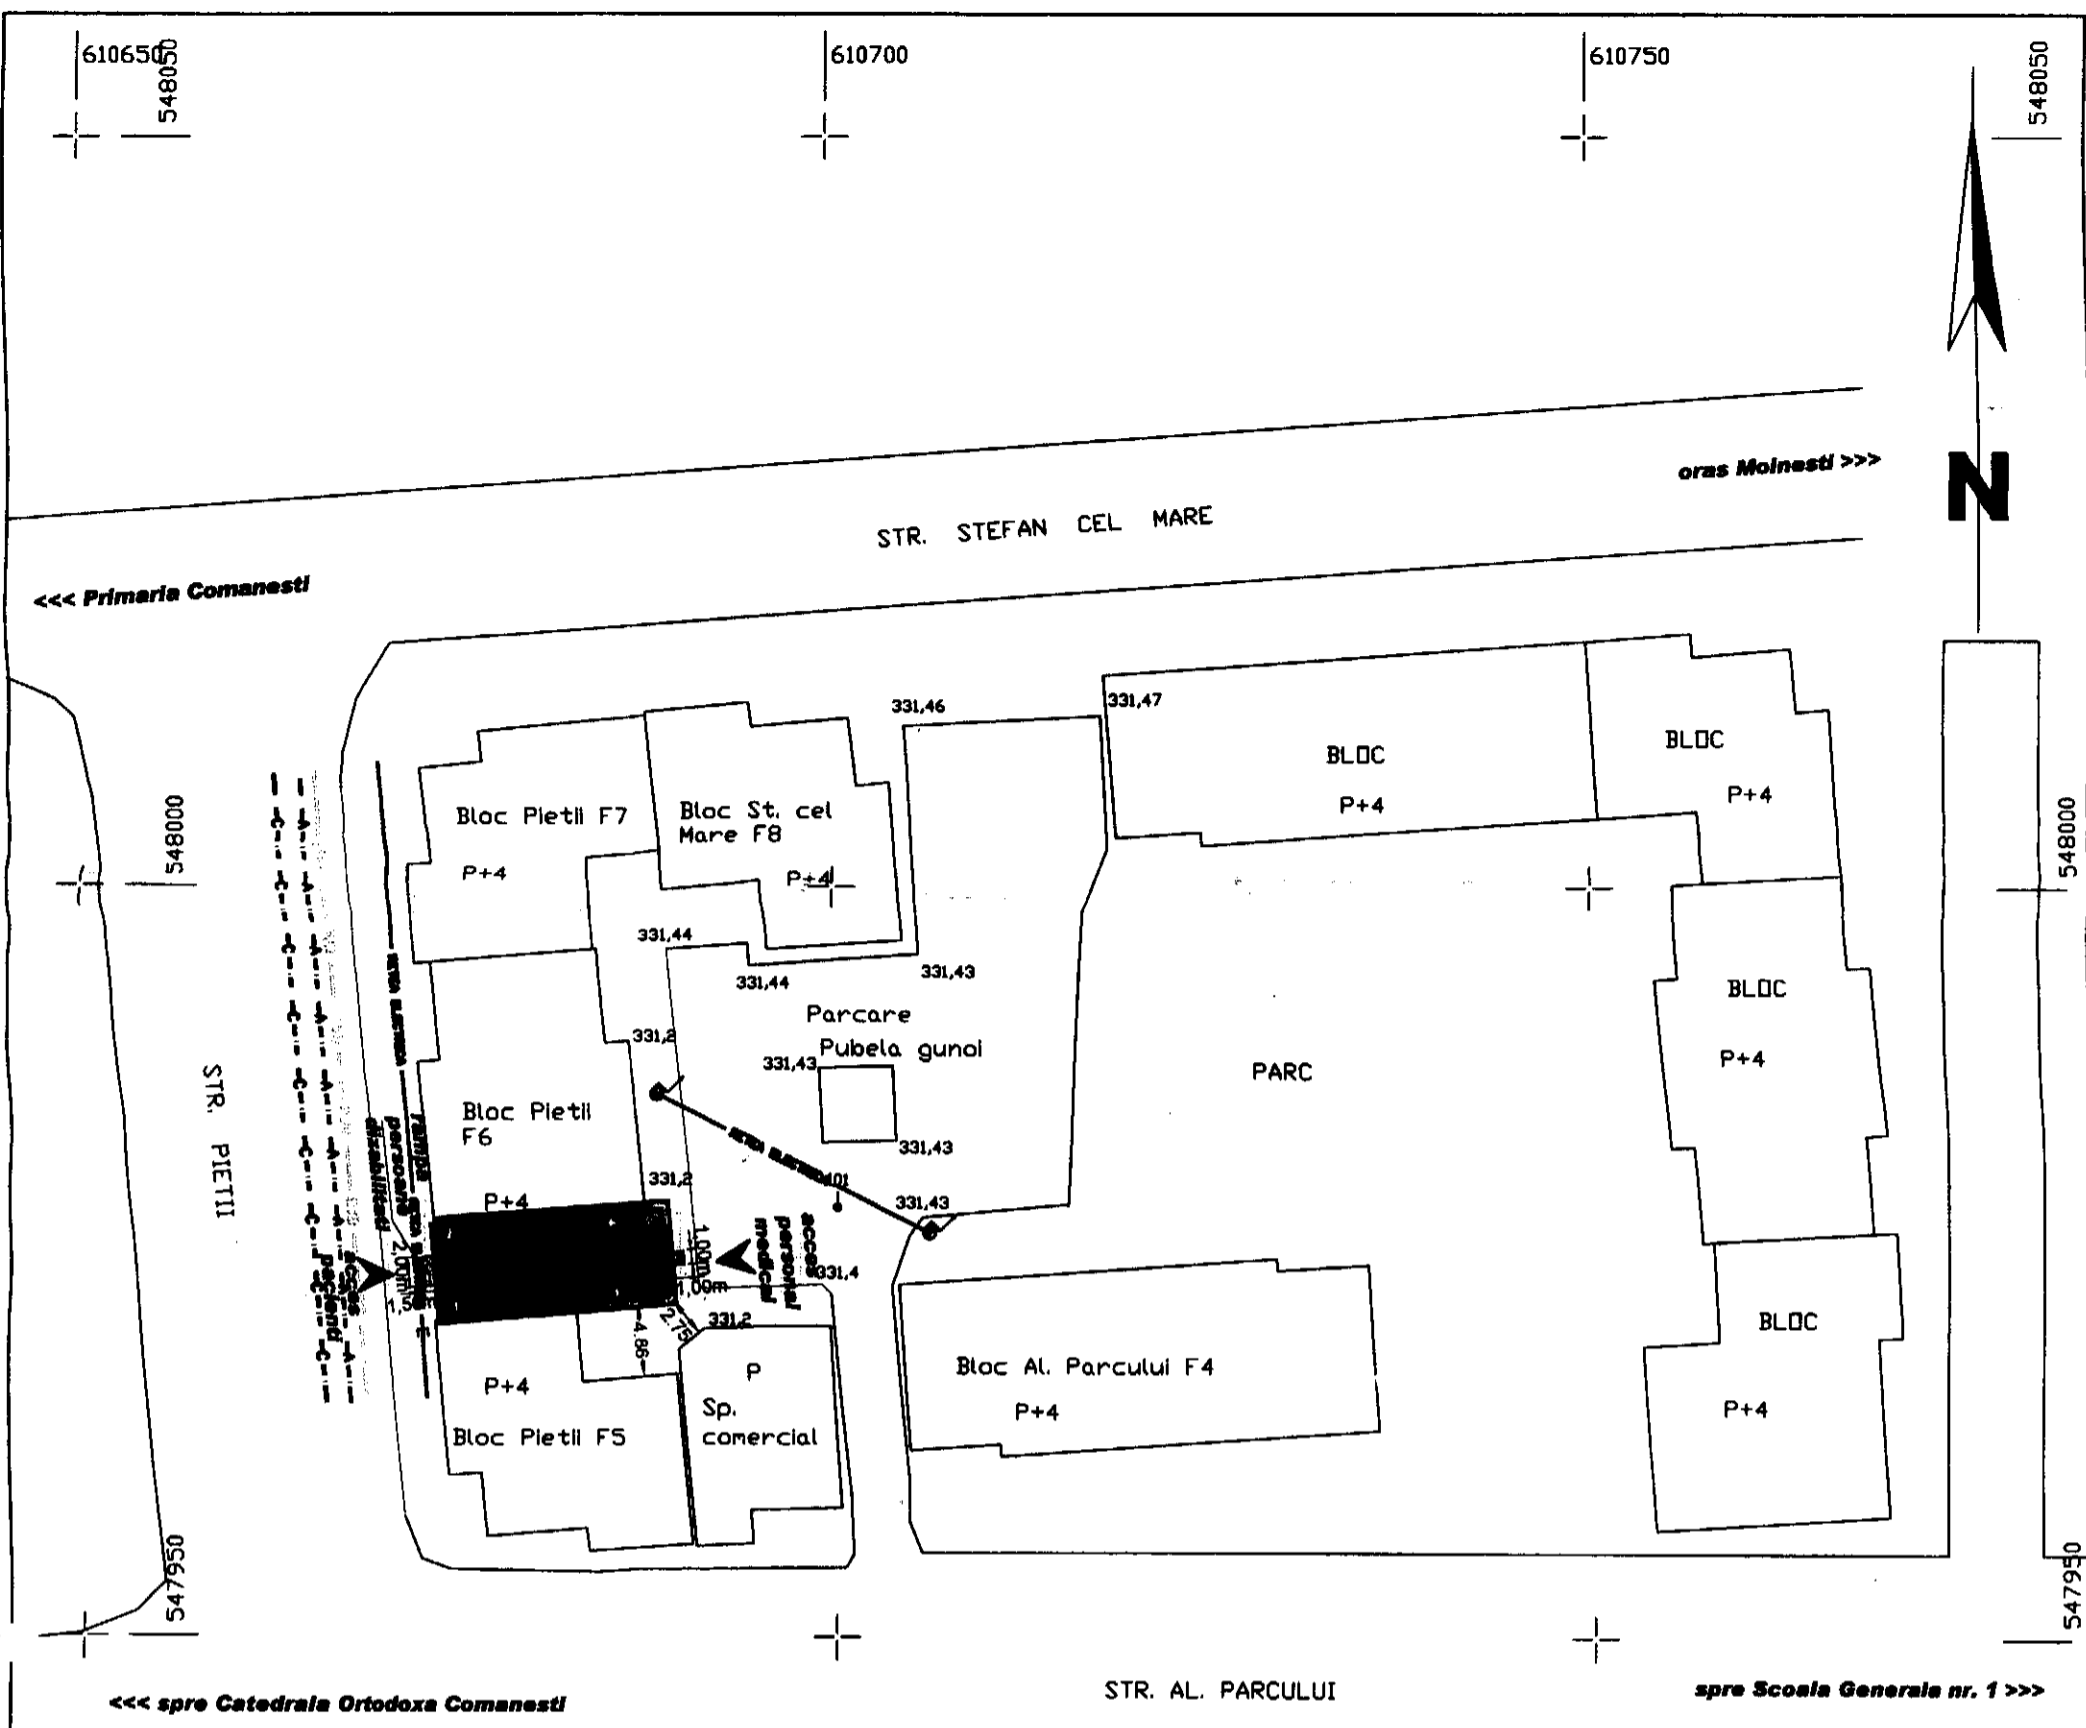 610650
548050
610700
610750
548050
oras Moinesti >>>
N
STR. STEFAN CEL MARE
<<< Primaria Comanesti
331,46
331,47
BLOC
P+4
BLOC
P+4
Bloc Pietii F7
P+4
Bloc St. cel
Mare F8
P+4
548000
548000
331,44
331,44
331,43
Parcare
Pubela gunoi
331,43
331,43
331,2
PARC
BLOC
P+4
STR. PIETII
Bloc Pietii
F6
P+4
331,2
RETEA ELECTRICA
RETEA ELECTRICA
101
331,43
rampa
persoane
dizabilitati
acces
pacienti
2,00m
1,00m
1,00m
acces
personal
medical
331,4
331,2
2.75
4.86
P
Sp.
comercial
P+4
Bloc Pietii F5
Bloc Al. Parcului F4
P+4
BLOC
P+4
547950
547950
STR. AL. PARCULUI
<<< spre Catedrala Ortodoxa Comanesti
spre Scoala Generala nr. 1 >>>